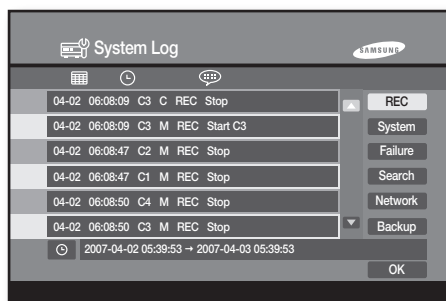 System Log
SAMSUNG
04-02 06:08:09 C3 C REC Stop
REC
04-02 06:08:09 C3 M REC Start C3
System
04-02 06:08:47 C2 M REC Stop
Failure
04-02 06:08:47 C1 M REC Stop
Search
04-02 06:08:50 C4 M REC Stop
Network
04-02 06:08:50 C3 M REC Stop
Backup
2007-04-02 05:39:53 → 2007-04-03 05:39:53
OK